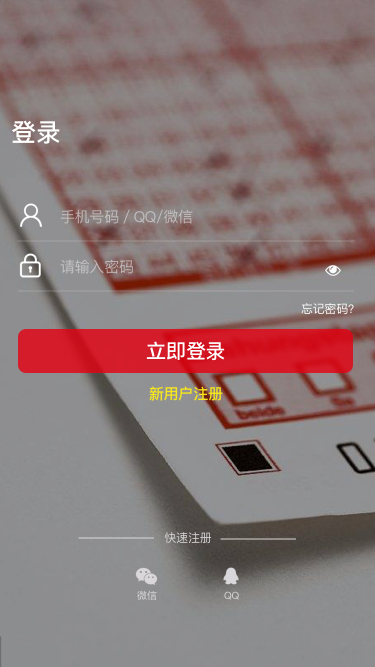 登录
手机号码 / QQ/微信
请输入密码
忘记密码?
立即登录
新用户注册
beide
快速注册
微信
QQ